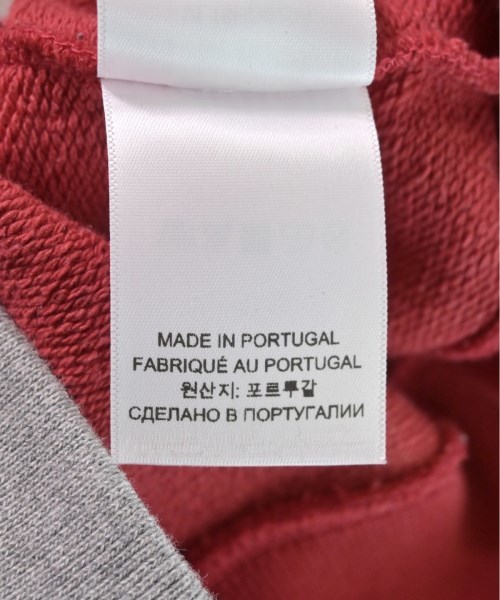 MADE IN PORTUGAL
FABRIQUÉ AU PORTUGAL
원산지: 포르투갈
СДЕЛАНО В ПОРТУГАЛИИ